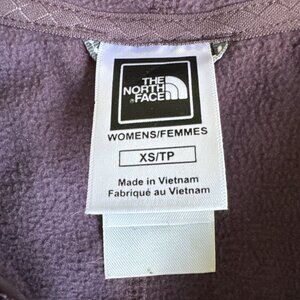 THE
NORTH
FACE
WOMENS/FEMMES
XS/TP
Made in Vietnam
Fabriqué au Vietnam